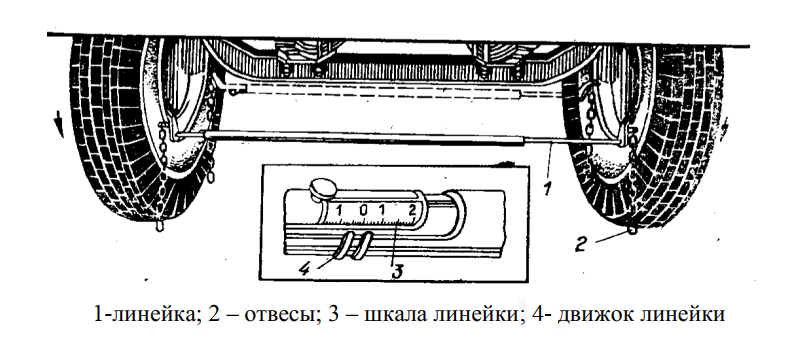 1
1 0 1 2
4
3
2
1-линейка; 2 – отвесы; 3 – шкала линейки; 4- движок линейки